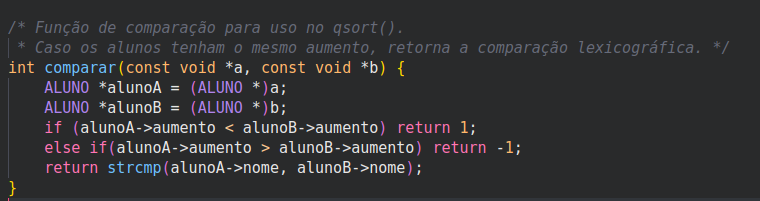 /* Função de comparação para uso no qsort().
 * Caso os alunos tenham o mesmo aumento, retorna a comparação lexicográfica. */
int comparar(const void *a, const void *b) {
    ALUNO *alunoA = (ALUNO *)a;
    ALUNO *alunoB = (ALUNO *)b;
    if (alunoA->aumento < alunoB->aumento) return 1;
    else if(alunoA->aumento > alunoB->aumento) return -1;
    return strcmp(alunoA->nome, alunoB->nome);
}